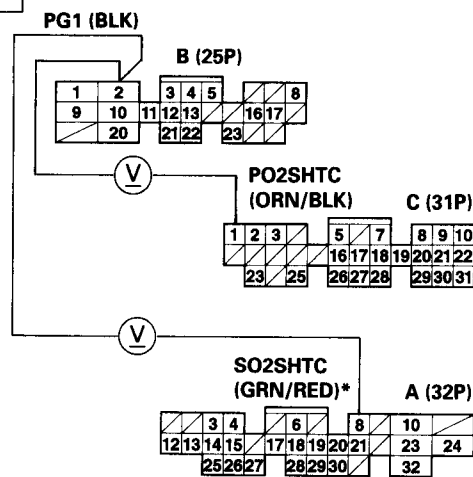 PG1 (BLK)
B (25P)
1 2 3 4 5 8
9 10 11 12 13 16 17
20 21 22 23
V
PO2SHTC
(ORN/BLK)
C (31P)
1 2 3 5 7 8 9 10
16 17 18 19 20 21 22
23 25 26 27 28 29 30 31
V
SO2SHTC
(GRN/RED)*
A (32P)
3 4 6 8 10
12 13 14 15 17 18 19 20 21 23 24
25 26 27 28 29 30 32